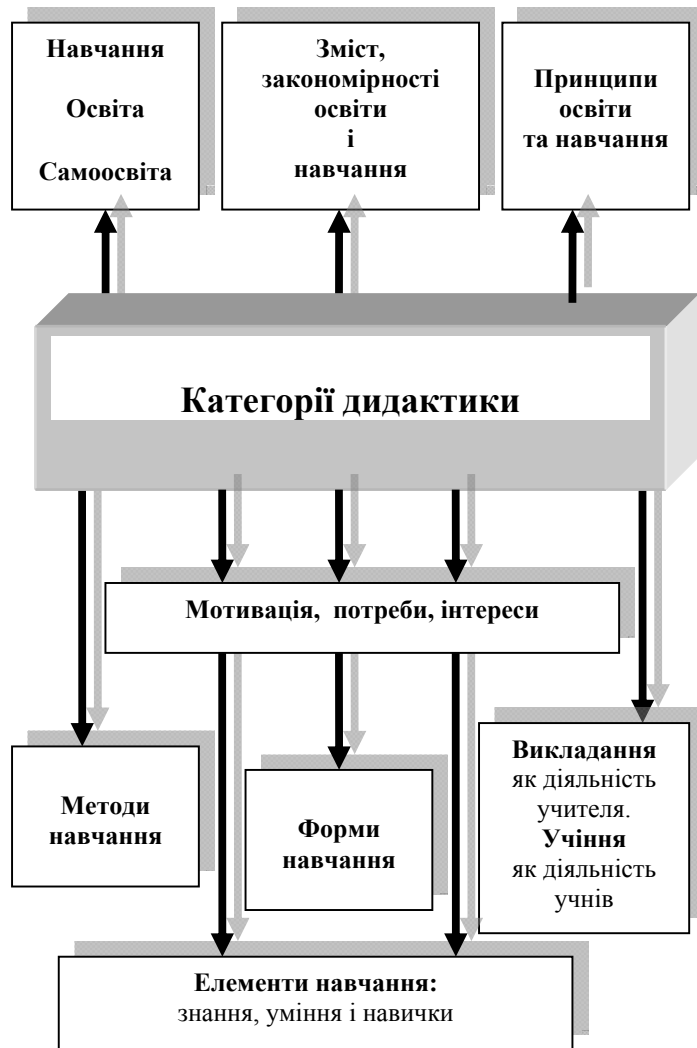 Навчання
Освіта
Самоосвіта
Зміст,
закономірності
освіти
і
навчання
Принципи
освіти
та навчання
Категорії дидактики
Мотивація, потреби, інтереси
Методи
навчання
Форми
навчання
Викладання
як діяльність
учителя.
Учіння
як діяльність
учнів
Елементи навчання:
знання, уміння і навички